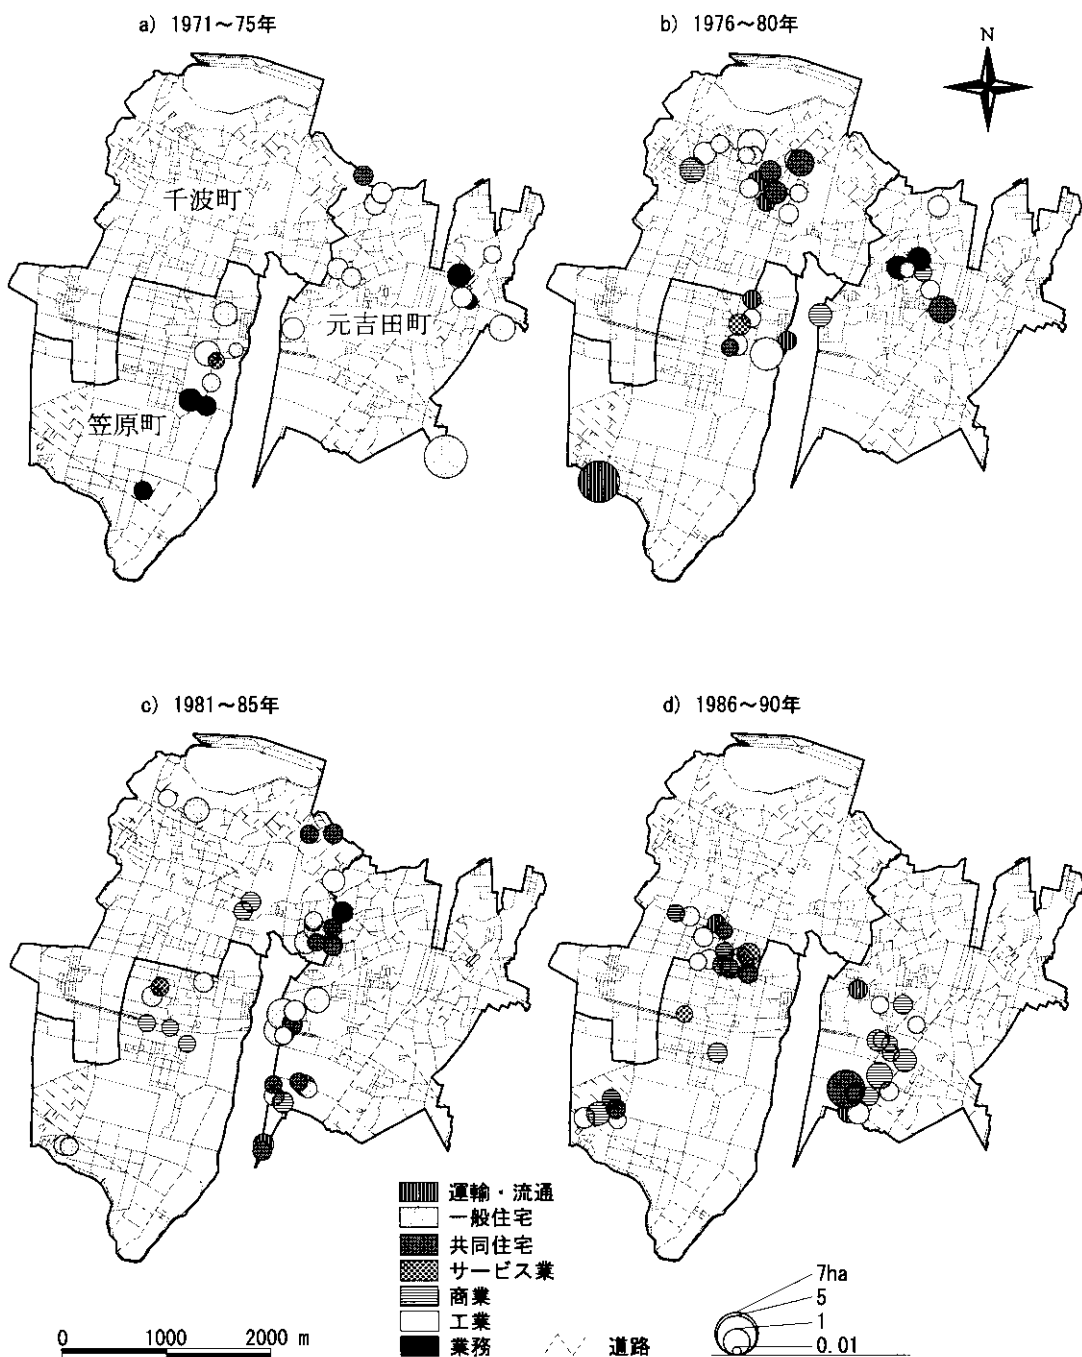 a) 1971～75年
b) 1976～80年
N
千波町
元吉田町
笠原町
c) 1981～85年
d) 1986～90年
運輸・流通
一般住宅
共同住宅
サービス業
商業
工業
業務
道路
7ha
5
1
0.01
0 1000 2000 m